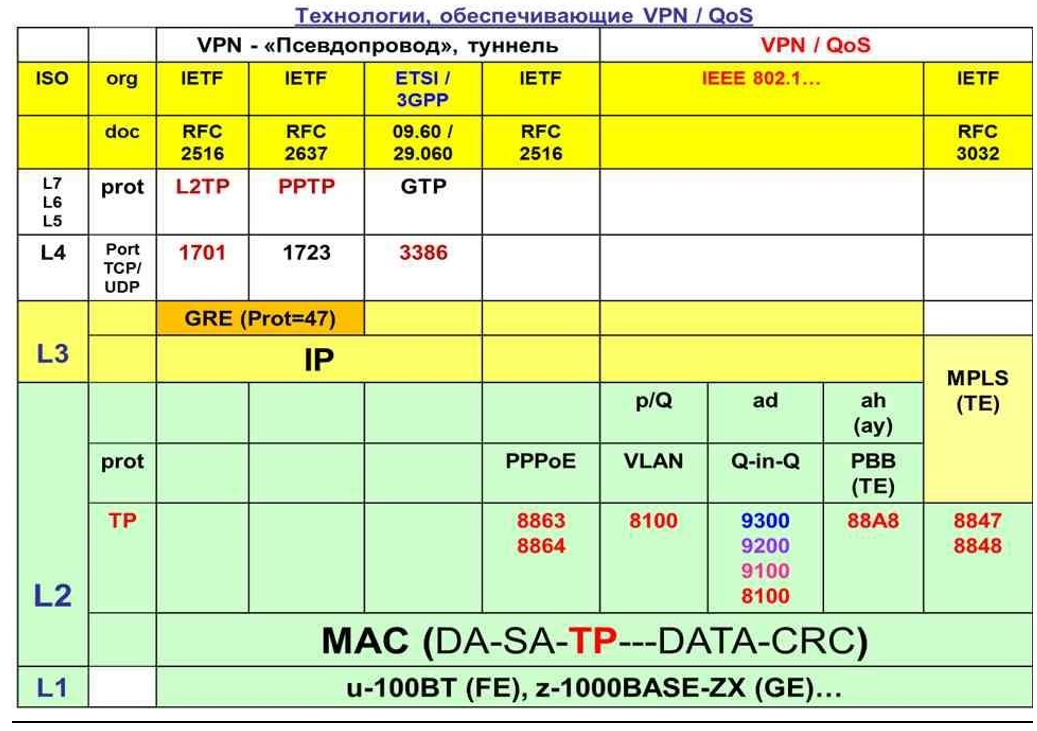 Технологии, обеспечивающие VPN / QoS
VPN - «Псевдопровод», туннель
VPN / QoS
ISO
org
IETF
IETF
ETSI /
3GPP
IETF
IEEE 802.1...
IETF
doc
RFC
2516
RFC
2637
09.60 /
29.060
RFC
2516
RFC
3032
L7
L6
L5
prot
L2TP
PPTP
GTP
L4
Port
TCP/
UDP
1701
1723
3386
L3
GRE (Prot=47)
IP
MPLS
(TE)
L2
p/Q
ad
ah
(ay)
prot
PPPoE
VLAN
Q-in-Q
PBB
(TE)
TP
8863
8864
8100
9300
9200
9100
8100
88A8
8847
8848
MAC (DA-SA-TP---DATA-CRC)
L1
u-100BT (FE), z-1000BASE-ZX (GE)...